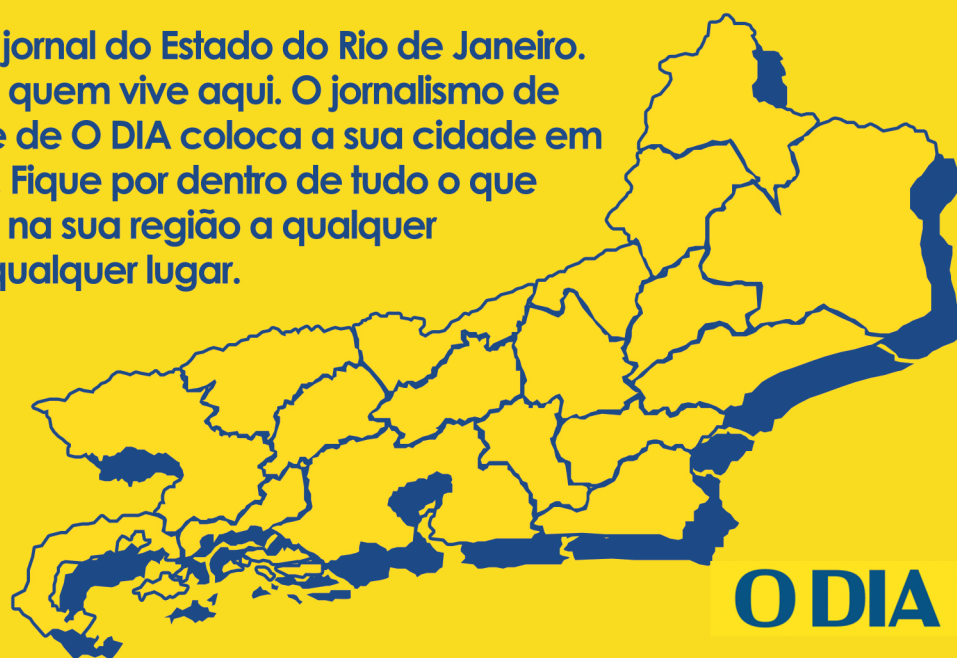 jornal do Estado do Rio de Janeiro.
quem vive aqui. O jornalismo de
e de O DIA coloca a sua cidade em
Fique por dentro de tudo o que
na sua região a qualquer
qualquer lugar.
O DIA